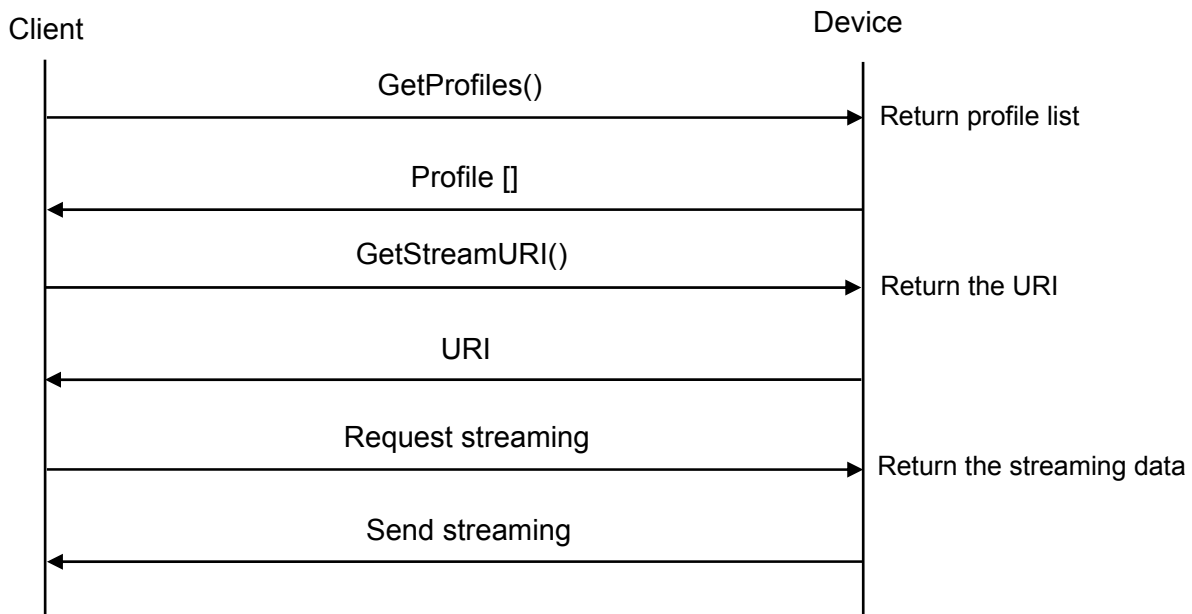 Client
Device
GetProfiles()
Return profile list
Profile []
GetStreamURI()
Return the URI
URI
Request streaming
Return the streaming data
Send streaming